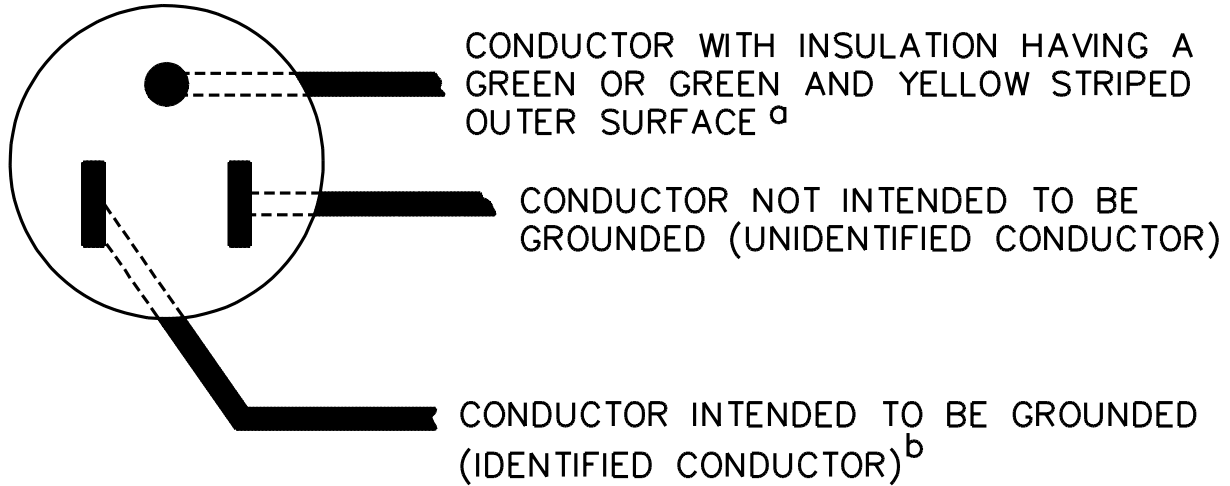 CONDUCTOR WITH INSULATION HAVING A
GREEN OR GREEN AND YELLOW STRIPED
OUTER SURFACE a
CONDUCTOR NOT INTENDED TO BE
GROUNDED (UNIDENTIFIED CONDUCTOR)
CONDUCTOR INTENDED TO BE GROUNDED
(IDENTIFIED CONDUCTOR) b